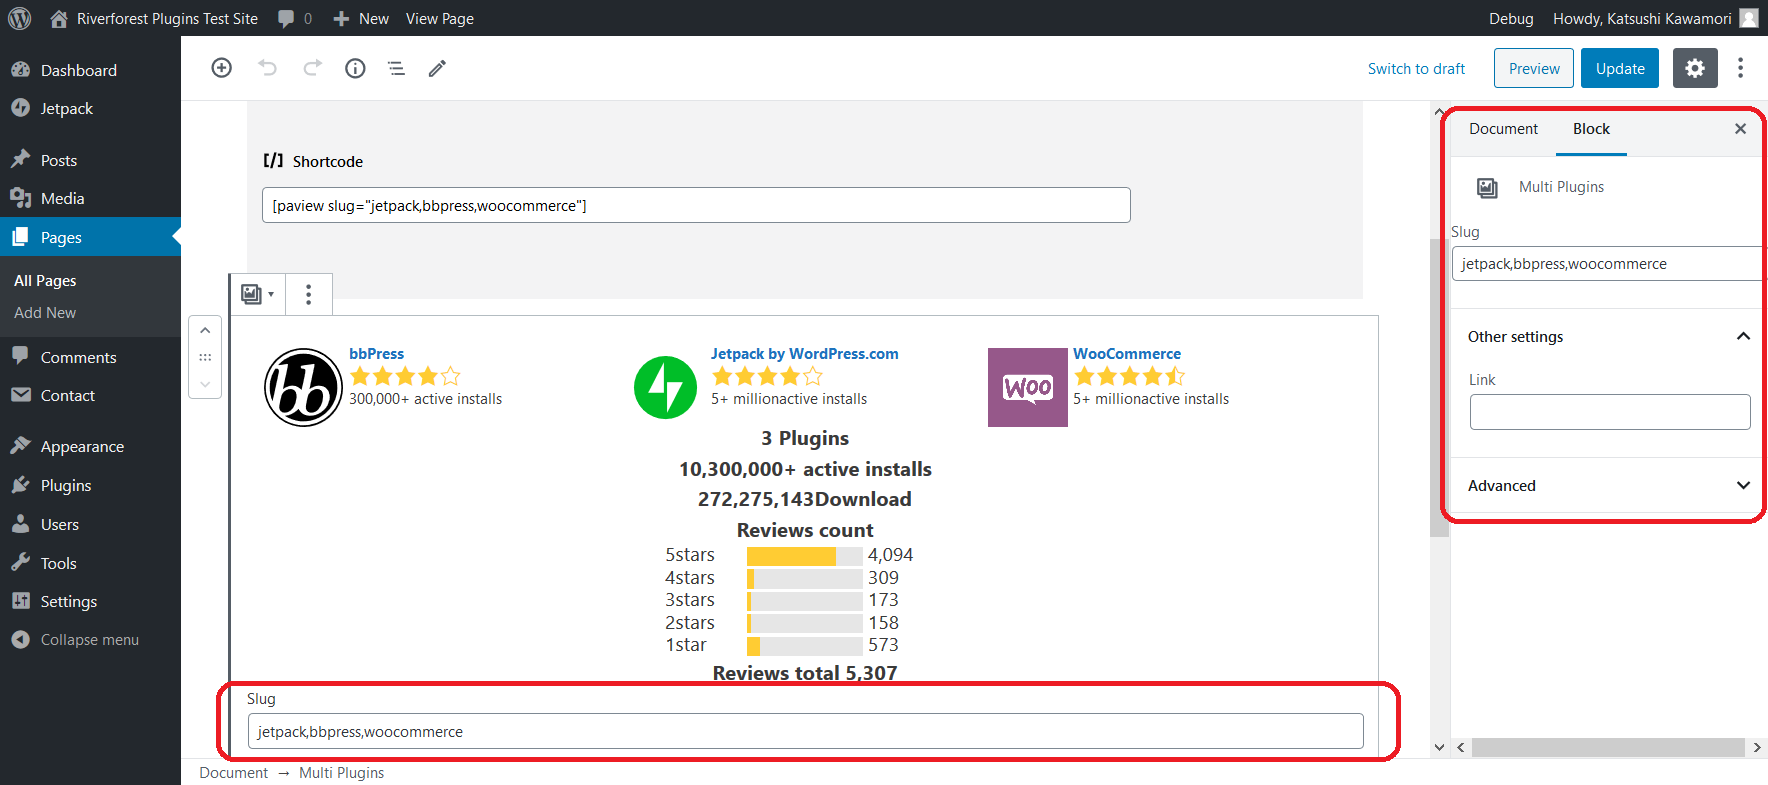 Riverforest Plugins Test Site 0 New View Page Debug Howdy, Katsushi Kawamori
Dashboard
Jetpack
Posts
Media
Pages
All Pages
Add New
Comments
Contact
Appearance
Plugins
Users
Tools
Settings
Collapse menu
Switch to draft Preview Update
[/] Shortcode
[paview slug="jetpack,bbpress,woocommerce"]
bbPress
300,000+ active installs
Jetpack by WordPress.com
5+ millionactive installs
Woo
WooCommerce
5+ millionactive installs
3 Plugins
10,300,000+ active installs
272,275,143Download
Reviews count
5stars 4,094
4stars 309
3stars 173
2stars 158
1star 573
Reviews total 5,307
Slug
jetpack,bbpress,woocommerce
Document → Multi Plugins
Document Block
Multi Plugins
Slug
jetpack,bbpress,woocommerce
Other settings
Link
Advanced